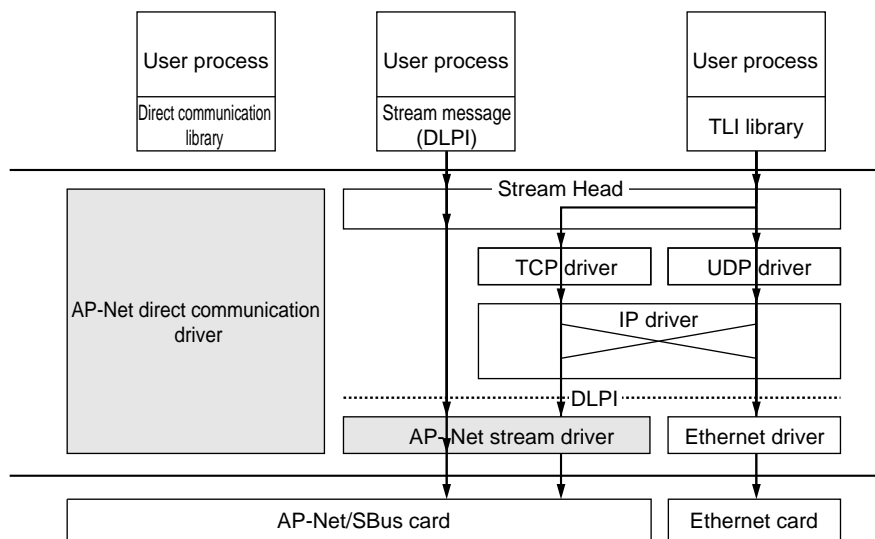 User process
User process
User process
Direct communication
library
Stream message
(DLPI)
TLI library
Stream Head
TCP driver
UDP driver
AP-Net direct communication
driver
IP driver
DLPI
AP-Net stream driver
Ethernet driver
AP-Net/SBus card
Ethernet card